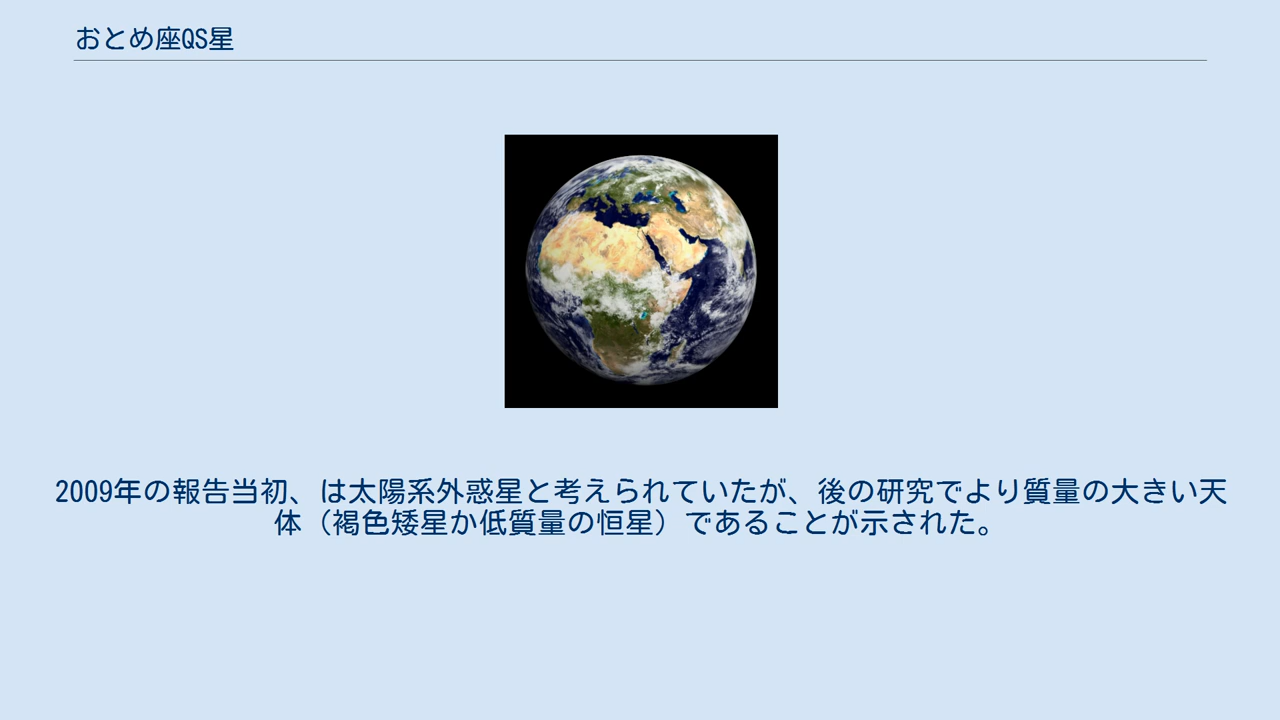 おとめ座QS星
2009年の報告当初、は太陽系外惑星と考えられていたが、後の研究でより質量の大きい天
体（褐色矮星か低質量の恒星）であることが示された。